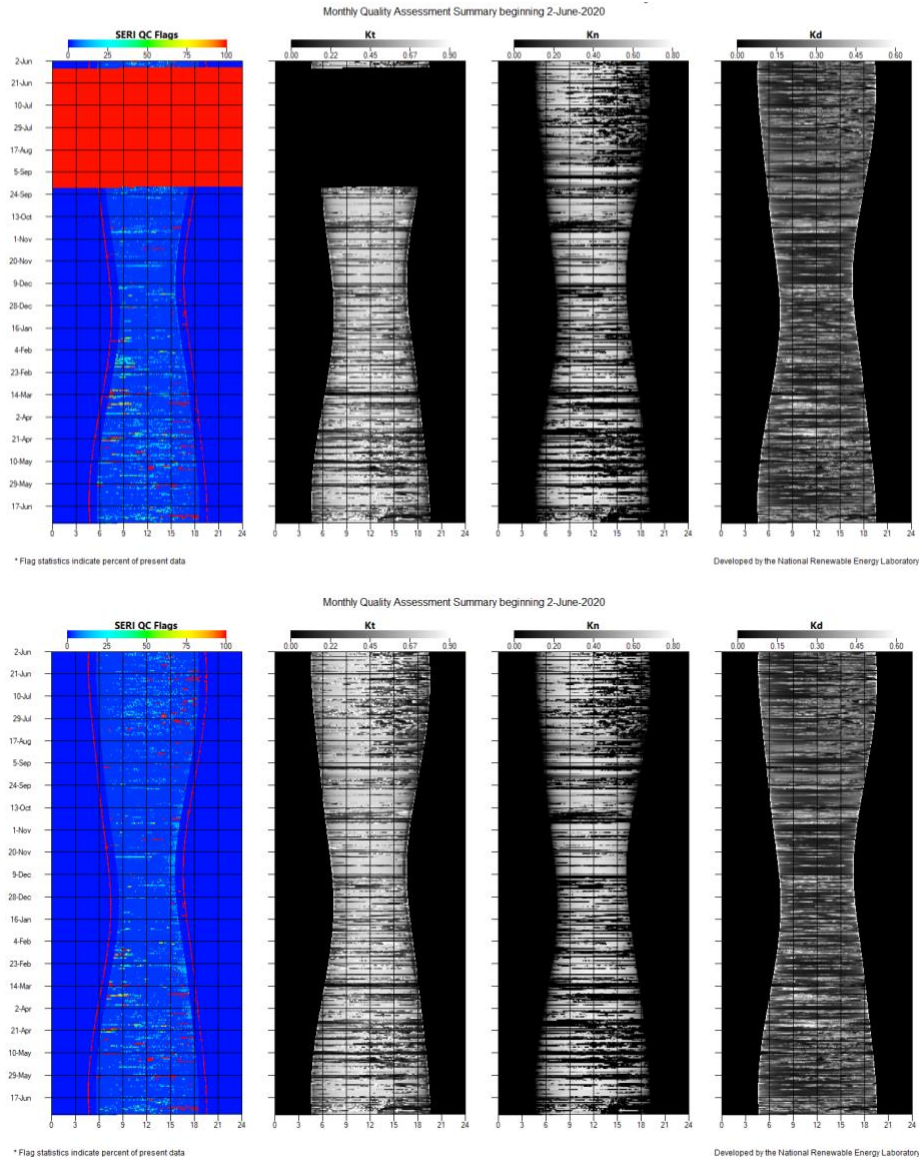 Monthly Quality Assessment Summary beginning 2-June-2020
SERI QC Flags Kt Kn Kd
0 25 50 75 100 0.00 0.22 0.45 0.67 0.90 0.00 0.20 0.40 0.60 0.80 0.15 0.30 0.45 0.60
2-Jun
21-Jun
10-Jul
29-Jul
17-Aug
5-Sep
24-Sep
13-Oct
1-Nov
20-Nov
9-Dec
28-Dec
16-Jan
4-Feb
23-Feb
14-Mar
2-Apr
21-Apr
10-May
29-May
17-Jun
0 3 6 9 12 15 18 21 24 0 3 6 9 12 15 18 21 24 0 3 6 9 12 15 18 21 24 0 3 6 9 12 15 18 21 24
* Flag statistics indicate percent of present data Developed by the National Renewable Energy Laboratory
Monthly Quality Assessment Summary beginning 2-June-2020
SERI QC Flags Kt Kn Kd
0 25 50 75 100 0.00 0.22 0.45 0.67 0.90 0.00 0.20 0.40 0.60 0.80 0.15 0.30 0.45 0.60
2-Jun
21-Jun
10-Jul
29-Jul
17-Aug
5-Sep
24-Sep
13-Oct
1-Nov
20-Nov
9-Dec
28-Dec
16-Jan
4-Feb
23-Feb
14-Mar
2-Apr
21-Apr
10-May
29-May
17-Jun
0 3 6 9 12 15 18 21 24 0 3 6 9 12 15 18 21 24 0 3 6 9 12 15 18 21 24 0 3 6 9 12 15 18 21 24
* Flag statistics indicate percent of present data Developed by the National Renewable Energy Laboratory